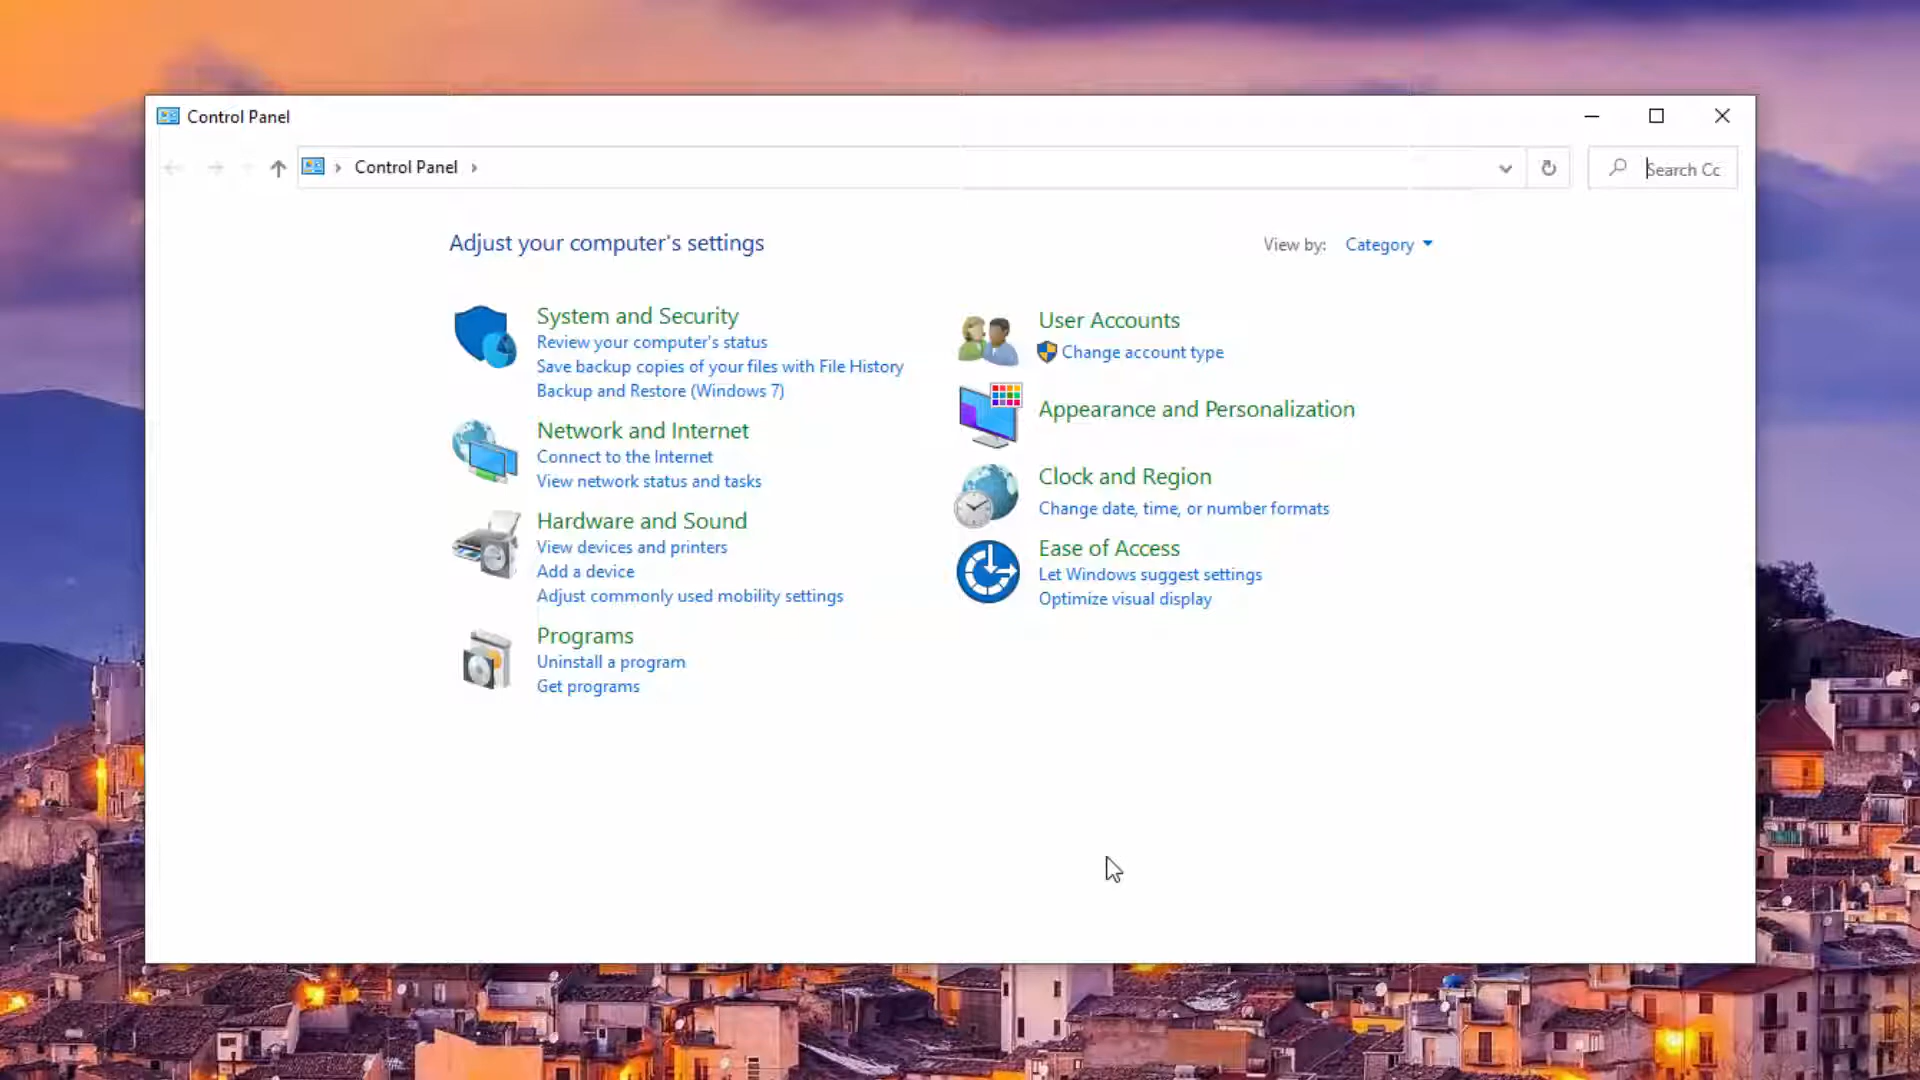 Control Panel
Control Panel
Search Cc
Adjust your computer's settings
View by: Category
System and Security
Review your computer's status
Save backup copies of your files with File History
Backup and Restore (Windows 7)
Network and Internet
Connect to the Internet
View network status and tasks
Hardware and Sound
View devices and printers
Add a device
Adjust commonly used mobility settings
Programs
Uninstall a program
Get programs
User Accounts
Change account type
Appearance and Personalization
Clock and Region
Change date, time, or number formats
Ease of Access
Let Windows suggest settings
Optimize visual display